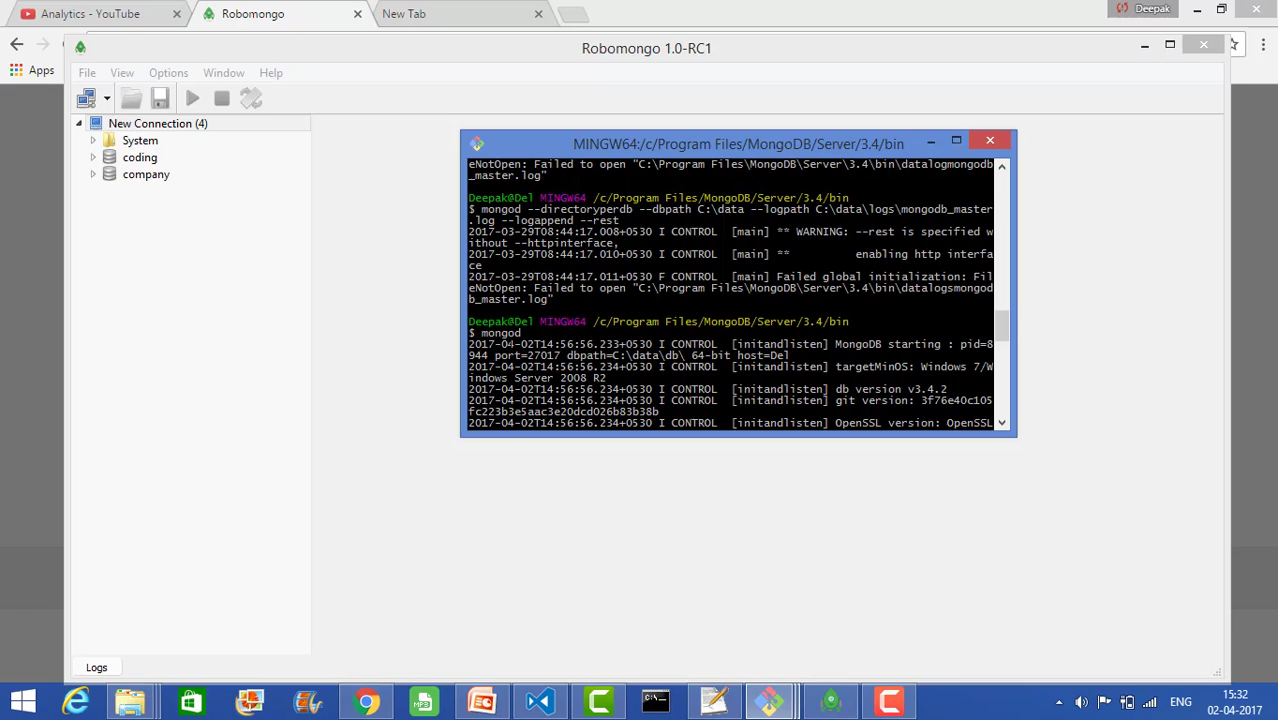 Analytics - YouTube
Robomongo
New Tab
Deepak
Apps
Robomongo 1.0-RC1
File View Options Window Help
New Connection (4)
System
coding
company
MINGW64:/c/Program Files/MongoDB/Server/3.4/bin
eNotOpen: Failed to open "C:\Program Files\MongoDB\Server\3.4\bin\datalogmongodb
_master.log"
Deepak@Del MINGW64 /c/Program Files/MongoDB/Server/3.4/bin
$ mongod --directoryperdb --dbpath C:\data --logpath C:\data\logs\mongodb_master
.log --logappend --rest
2017-03-29T08:44:17.008+0530 I CONTROL  [main] ** WARNING: --rest is specified w
ithout --httpinterface,
2017-03-29T08:44:17.010+0530 I CONTROL  [main] **          enabling http interfa
ce
2017-03-29T08:44:17.011+0530 F CONTROL  [main] Failed global initialization: Fil
eNotOpen: Failed to open "C:\Program Files\MongoDB\Server\3.4\bin\datalogsmongod
b_master.log"
Deepak@Del MINGW64 /c/Program Files/MongoDB/Server/3.4/bin
$ mongod
2017-04-02T14:56:56.233+0530 I CONTROL  [initandlisten] MongoDB starting : pid=8
944 port=27017 dbpath=C:\data\db\ 64-bit host=Del
2017-04-02T14:56:56.234+0530 I CONTROL  [initandlisten] targetMinOS: Windows 7/W
indows Server 2008 R2
2017-04-02T14:56:56.234+0530 I CONTROL  [initandlisten] db version v3.4.2
2017-04-02T14:56:56.234+0530 I CONTROL  [initandlisten] git version: 3f76e40c105
fc223b3e5aac3e20dcd026b83b38b
2017-04-02T14:56:56.234+0530 I CONTROL  [initandlisten] OpenSSL version: OpenSSL
Logs
MP3
ENG
15:32
02-04-2017